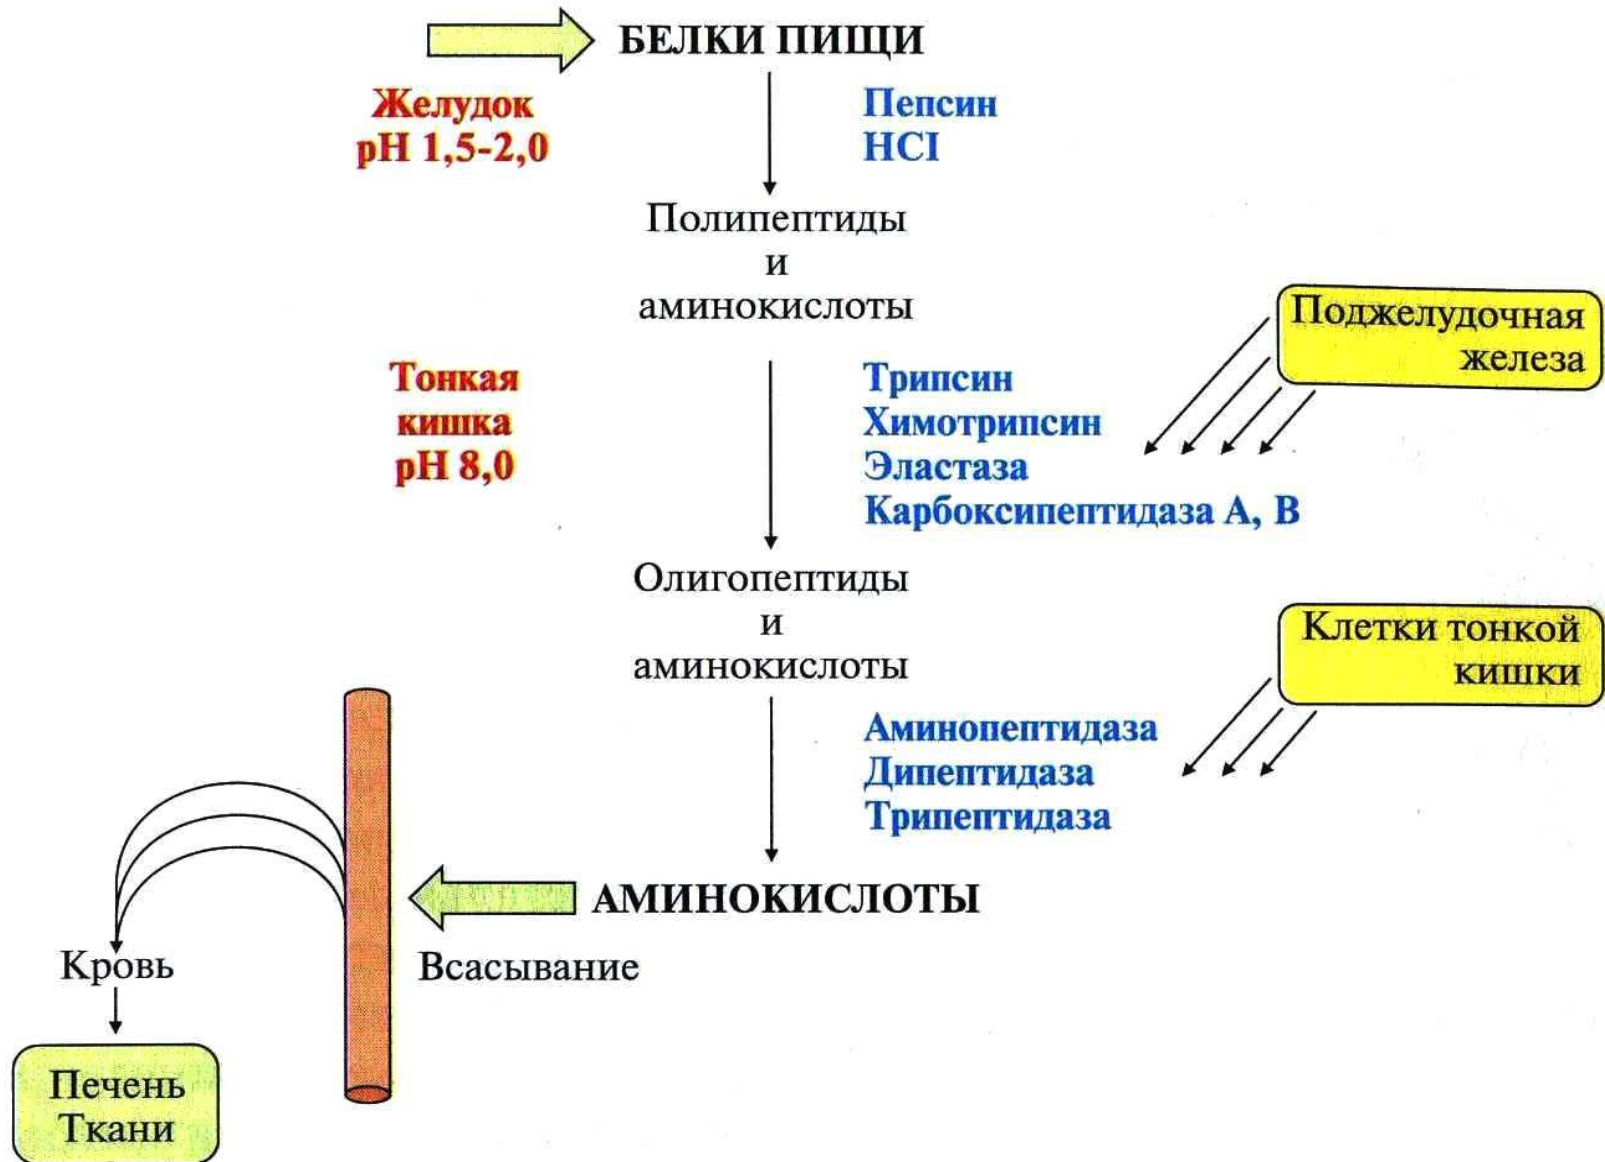 БЕЛКИ ПИЩИ
Желудок
pH 1,5-2,0
Пепсин
HCI
Полипептиды
и
аминокислоты
Поджелудочная
железа
Тонкая
кишка
pH 8,0
Трипсин
Химотрипсин
Эластаза
Карбоксипептидаза А, В
Олигопептиды
и
аминокислоты
Клетки тонкой
кишки
Аминопептидаза
Дипептидаза
Трипептидаза
АМИНОКИСЛОТЫ
Всасывание
Кровь
Печень
Ткани